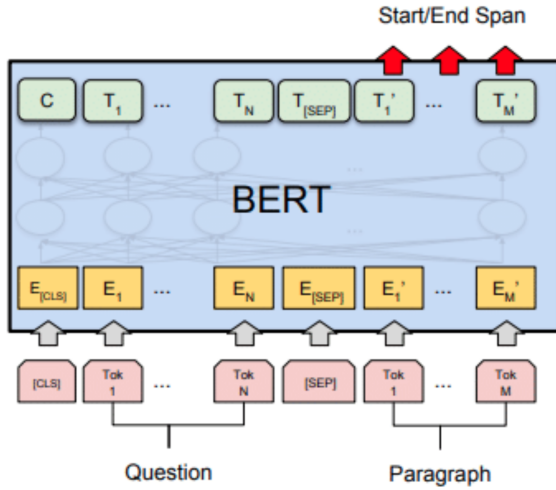 Start/End Span
C T1 ... TN T[SEP] T1' ... TM'
...
BERT
...
E[CLS] E1 ... EN E[SEP] E1' ... EM'
[CLS] Tok 1 ... Tok N [SEP] Tok 1 ... Tok M
Question Paragraph